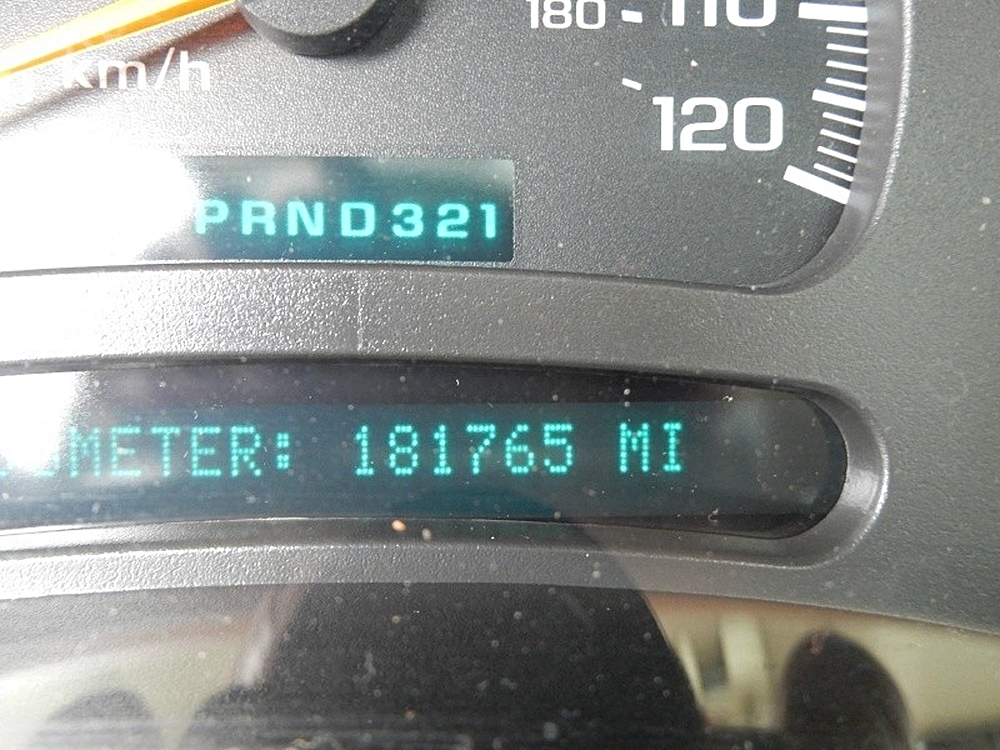 180 110
km/h
120
PRND321
METER: 181765 MI